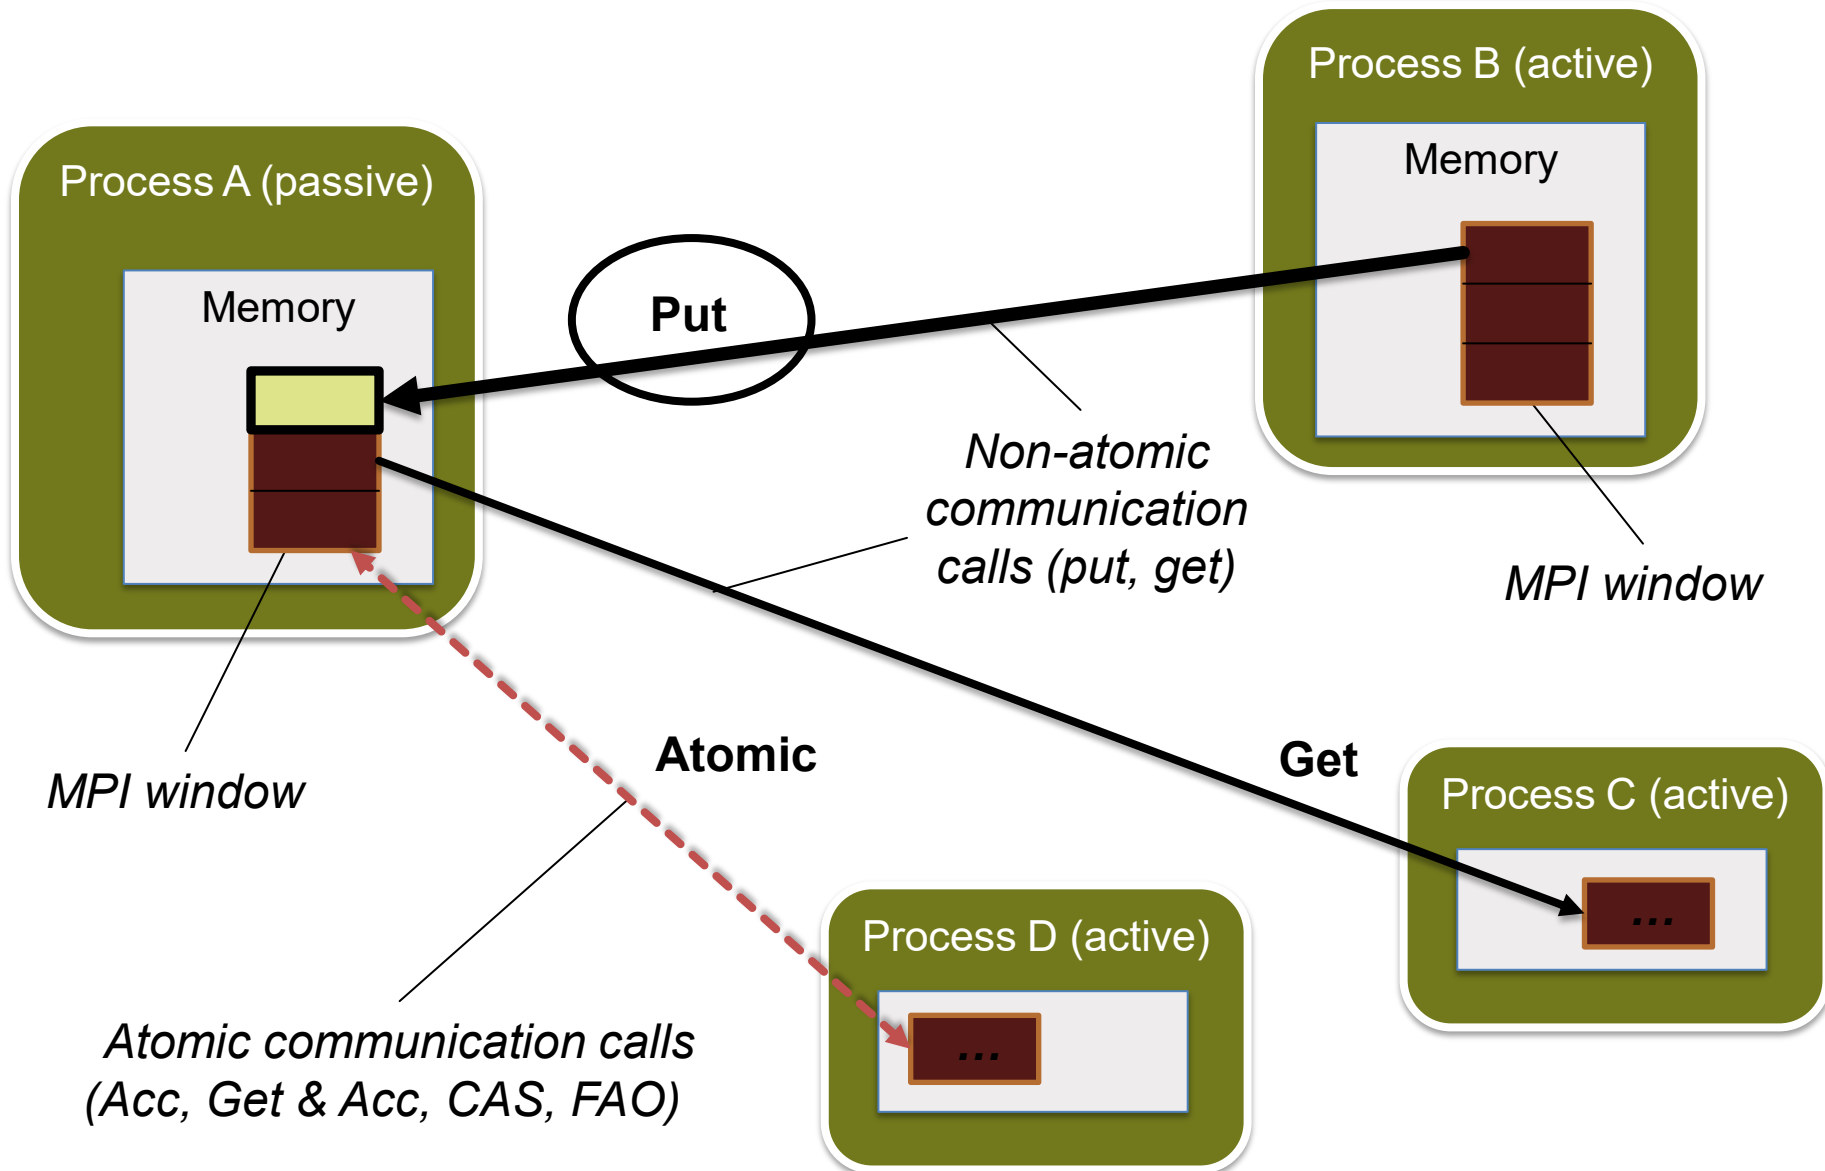 Process B (active)
Memory
Process A (passive)
Memory
Put
Non-atomic
communication
calls (put, get)
MPI window
MPI window
Atomic
Get
Process C (active)
...
Process D (active)
...
Atomic communication calls
(Acc, Get & Acc, CAS, FAO)